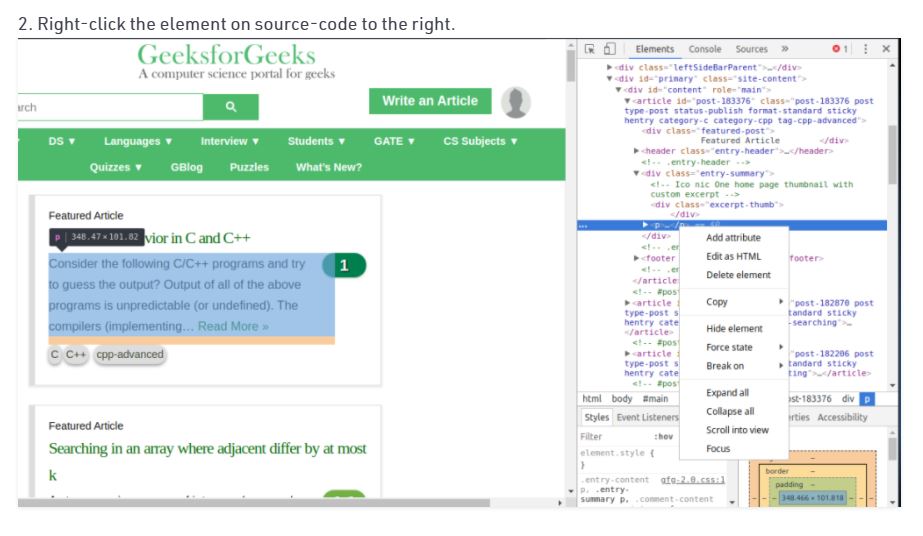 2. Right-click the element on source-code to the right.
GeeksforGeeks
A computer science portal for geeks
arch
Write an Article
DS ▼ Languages ▼ Interview ▼ Students ▼ GATE ▼ CS Subjects ▼
Quizzes ▼ GBlog Puzzles What's New?
Featured Article
p | 348.47×101.82 vior in C and C++
Consider the following C/C++ programs and try
to guess the output? Output of all of the above
programs is unpredictable (or undefined). The
compilers (implementing… Read More »
1
C C++ cpp-advanced
Featured Article
Searching in an array where adjacent differ by at most
k
Elements Console Sources » 1
▶<div class="leftSideBarParent">…</div>
▼<div id="primary" class="site-content">
▼<div id="content" role="main">
▼<article id="post-183376" class="post-183376 post
type-post status-publish format-standard sticky
hentry category-c category-cpp tag-cpp-advanced">
<div class="featured-post">
Featured Article </div>
▶<header class="entry-header">…</header>
<!-- .entry-header -->
▼<div class="entry-summary">
<!-- Ico nic One home page thumbnail with
custom excerpt -->
<div class="excerpt-thumb">
</div>
… ▶<p>…</p> == $0
</div>
<!-- .en
▶<footer footer>
<!-- .er
</article>
<!-- #post
▶<article i "post-182870 post
type-post s tandard sticky
hentry cate -searching">…
</article>
<!-- #post
▶<article i "post-182206 post
type-post s tandard sticky
hentry cate ting">…</article>
<!-- #post
Add attribute
Edit as HTML
Delete element
Copy
Hide element
Force state
Break on
Expand all
Collapse all
Scroll into view
Focus
html body #main ost-183376 div p
Styles Event Listeners erties Accessibility
Filter :hov
element.style {
}
.entry-content gfg-2.0.css:1
p, .entry-
summary p, .comment-content
border –
padding –
348.466 × 101.818